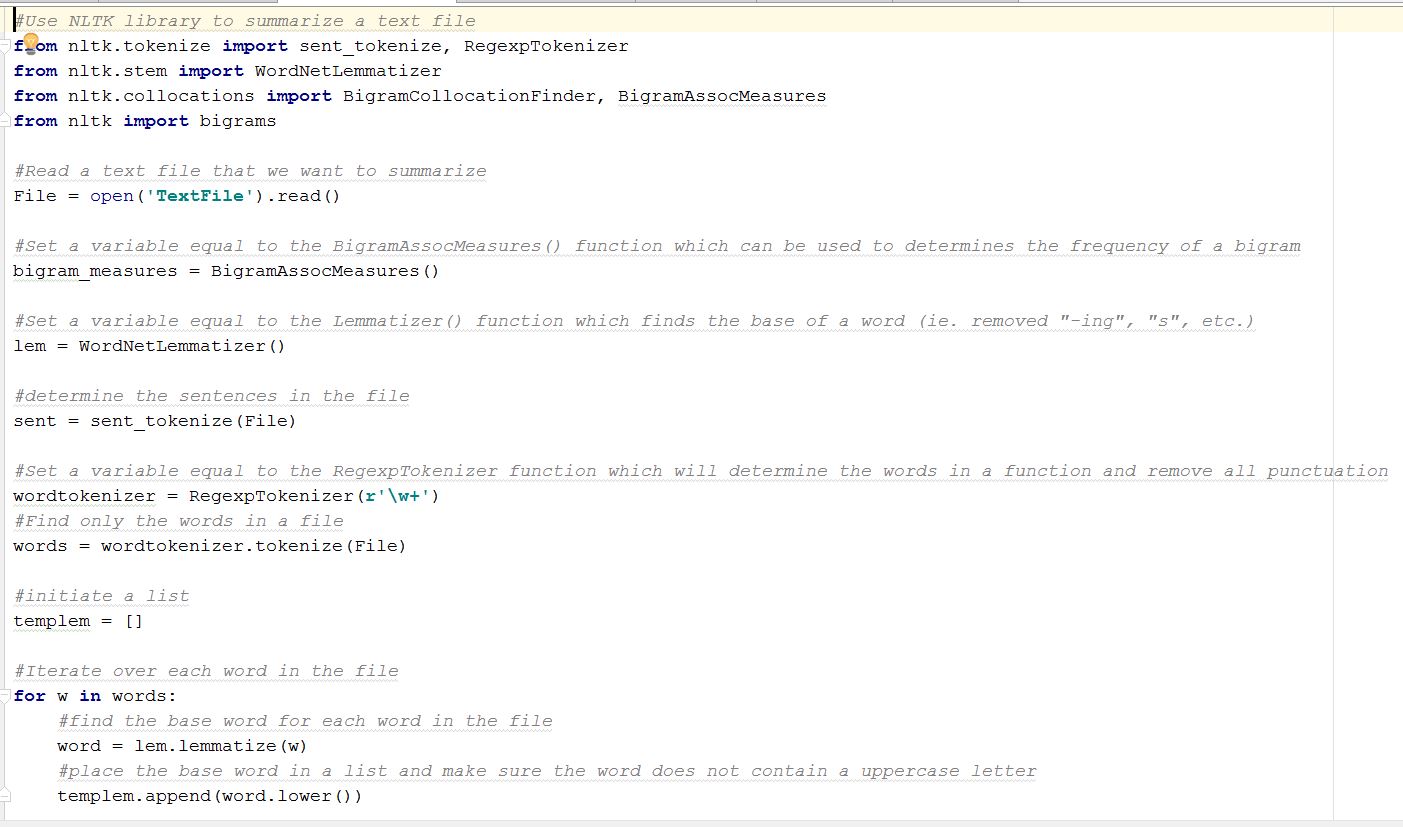 #Use NLTK library to summarize a text file
from nltk.tokenize import sent_tokenize, RegexpTokenizer
from nltk.stem import WordNetLemmatizer
from nltk.collocations import BigramCollocationFinder, BigramAssocMeasures
from nltk import bigrams
#Read a text file that we want to summarize
File = open('TextFile').read()
#Set a variable equal to the BigramAssocMeasures() function which can be used to determines the frequency of a bigram
bigram_measures = BigramAssocMeasures()
#Set a variable equal to the Lemmatizer() function which finds the base of a word (ie. removed "-ing", "s", etc.)
lem = WordNetLemmatizer()
#determine the sentences in the file
sent = sent_tokenize(File)
#Set a variable equal to the RegexpTokenizer function which will determine the words in a function and remove all punctuation
wordtokenizer = RegexpTokenizer(r'\w+')
#Find only the words in a file
words = wordtokenizer.tokenize(File)
#initiate a list
templem = []
#Iterate over each word in the file
for w in words:
    #find the base word for each word in the file
    word = lem.lemmatize(w)
    #place the base word in a list and make sure the word does not contain a uppercase letter
    templem.append(word.lower())